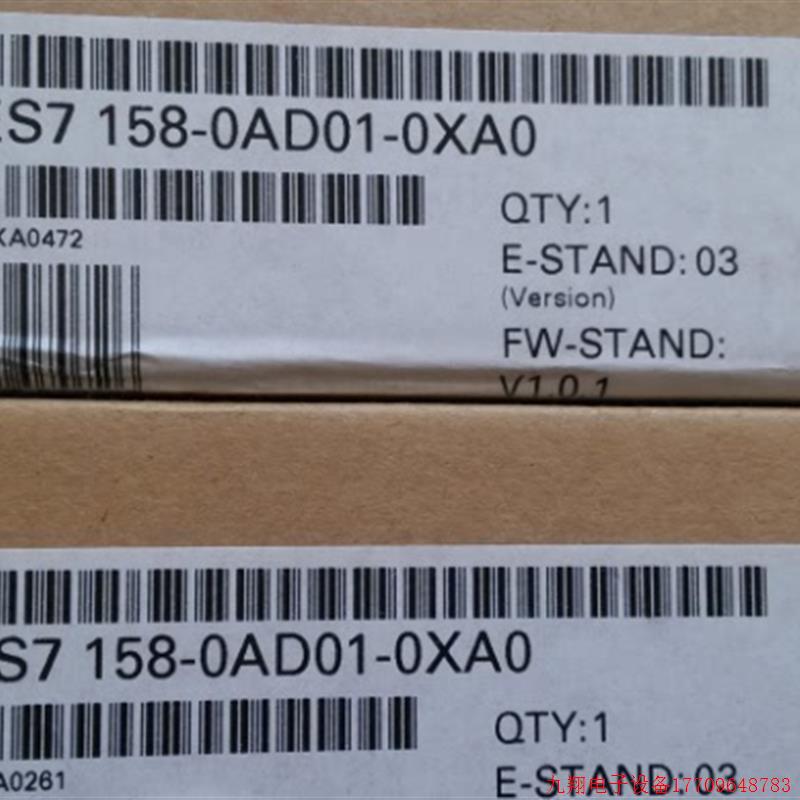 ES7 158-0AD01-0XA0
QTY:1
XA0472
E-STAND: 03
(Version)
FW-STAND:
V1.0.1
S7 158-0AD01-0XA0
QTY:1
A0261
E-STAND: 03
九翔电子设备17709648783